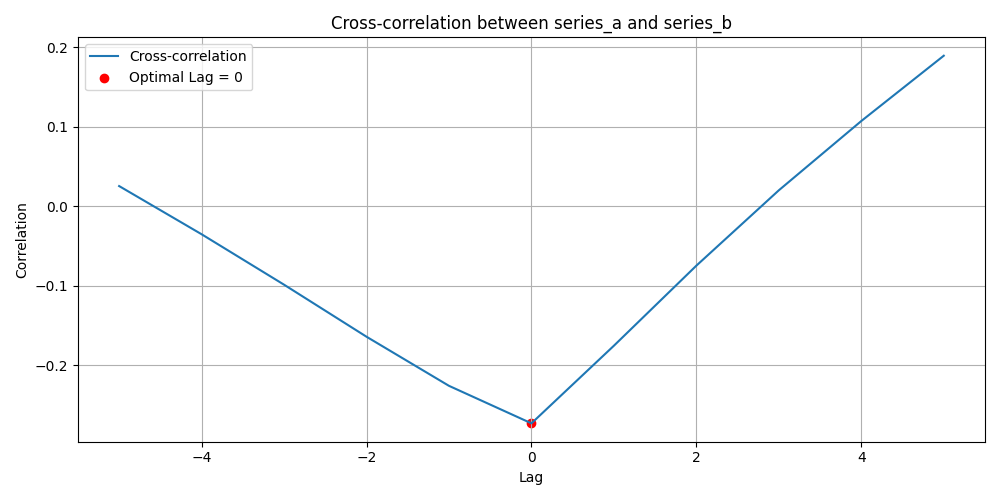 Cross-correlation between series_a and series_b
Cross-correlation
Optimal Lag = 0
0.2
0.1
0.0
−0.1
−0.2
Correlation
−4 −2 0 2 4
Lag